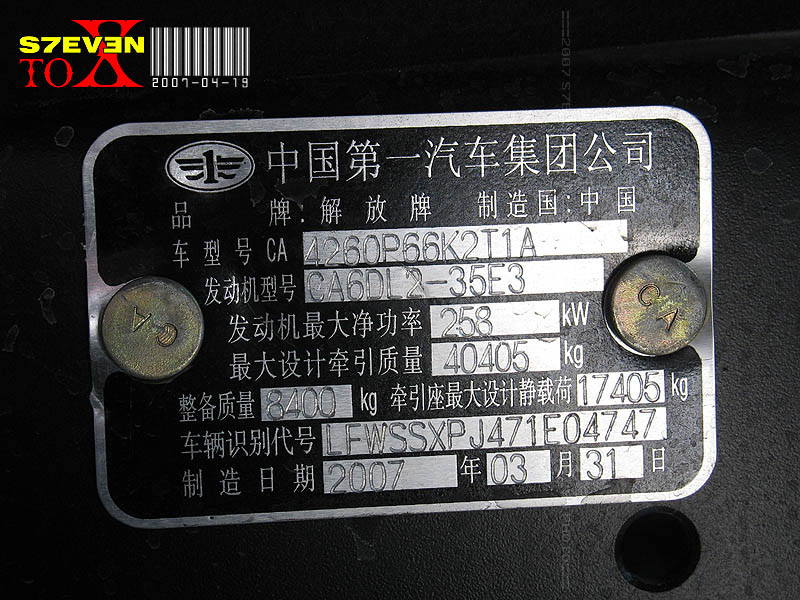 S7EVEN
TO X
2007-04-19
中国第一汽车集团公司
品 牌:解放牌 制造国:中国
车型号 CA 4260P66K2T1A
发动机型号 CA6DL2-35E3
发动机最大净功率 258 kW
最大设计牵引质量 40405 kg
整备质量 8400 kg 牵引座最大设计静载荷 17405 kg
车辆识别代号 LFWSSXPJ471E04747
制造日期 2007 年 03 月 31 日
CA
CA